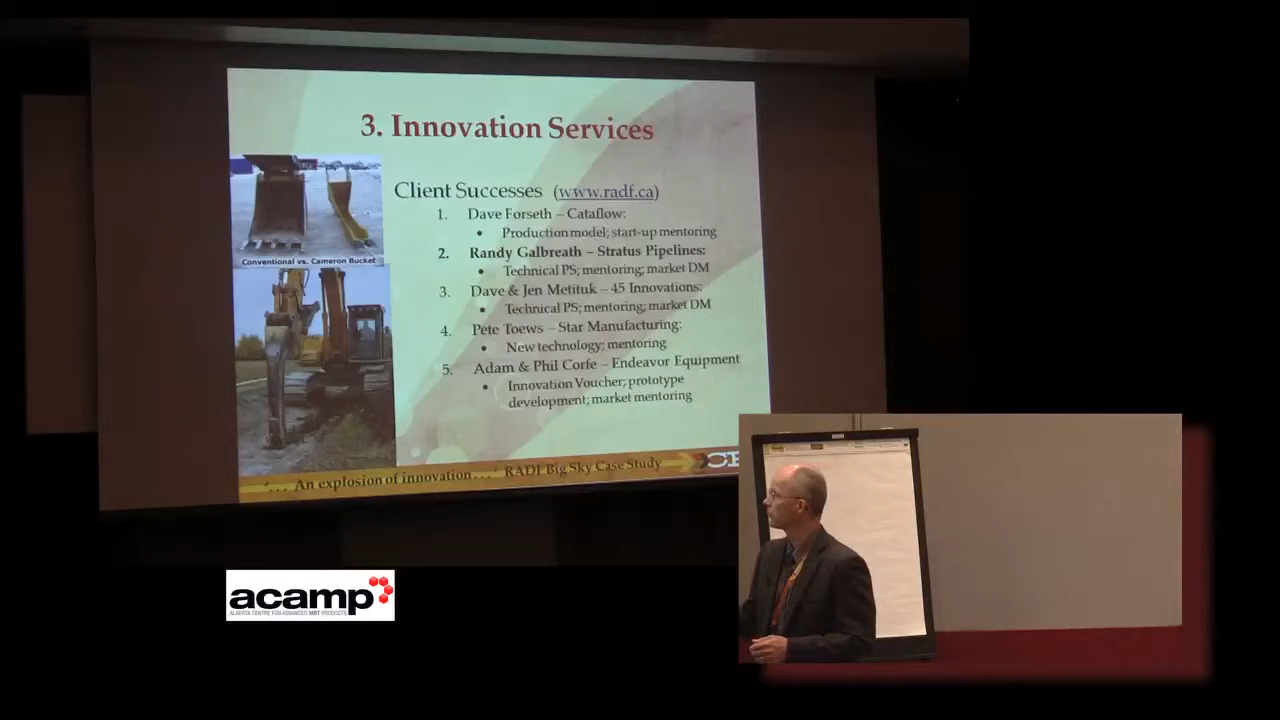 3. Innovation Services
Client Successes (www.radf.ca)
1. Dave Forseth – Cataflow:
• Production model; start-up mentoring
2. Randy Galbreath – Stratus Pipelines:
• Technical PS; mentoring; market DM
3. Dave & Jen Metituk – 45 Innovations:
• Technical PS; mentoring; market DM
4. Pete Toews – Star Manufacturing:
• New technology; mentoring
5. Adam & Phil Corfe – Endeavor Equipment
• Innovation Voucher; prototype
development; market mentoring
Conventional vs. Cameron Bucket
'... An explosion of innovation...' RADF Big Sky Case Study
acamp
ALBERTA CENTRE FOR ADVANCED MNT PRODUCTS